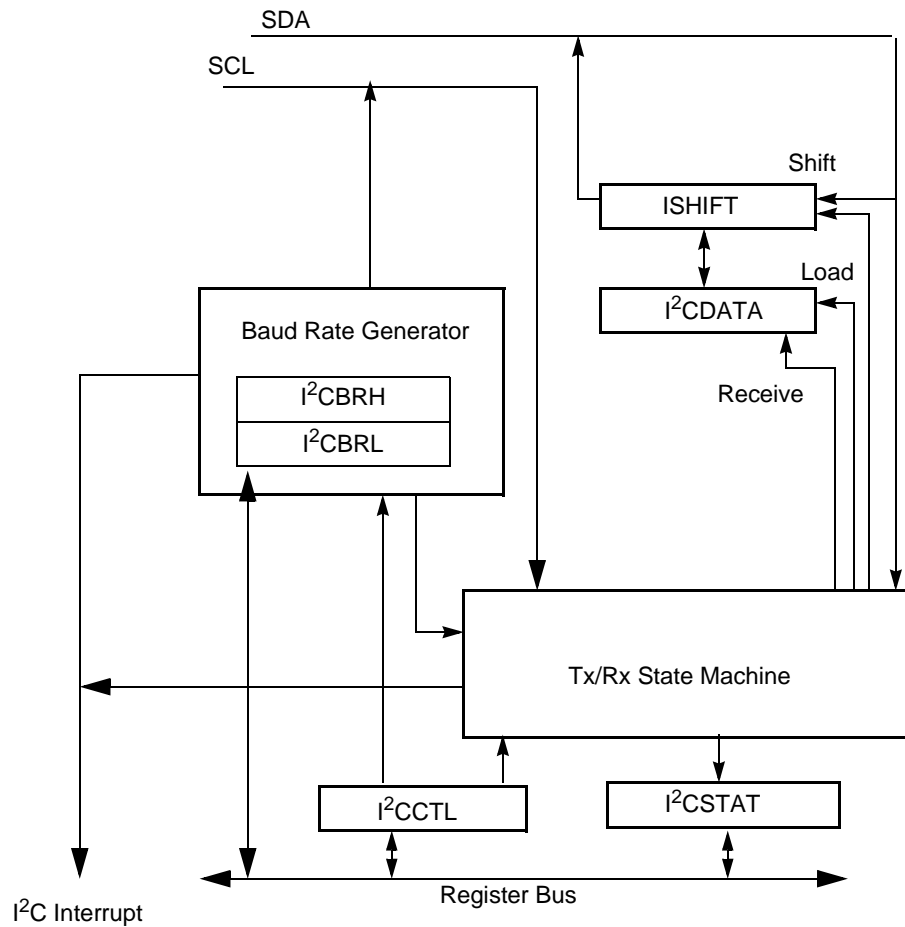 SDA
SCL
Shift
ISHIFT
Load
I²CDATA
Baud Rate Generator
Receive
I²CBRH
I²CBRL
Tx/Rx State Machine
I²CCTL
I²CSTAT
Register Bus
I²C Interrupt